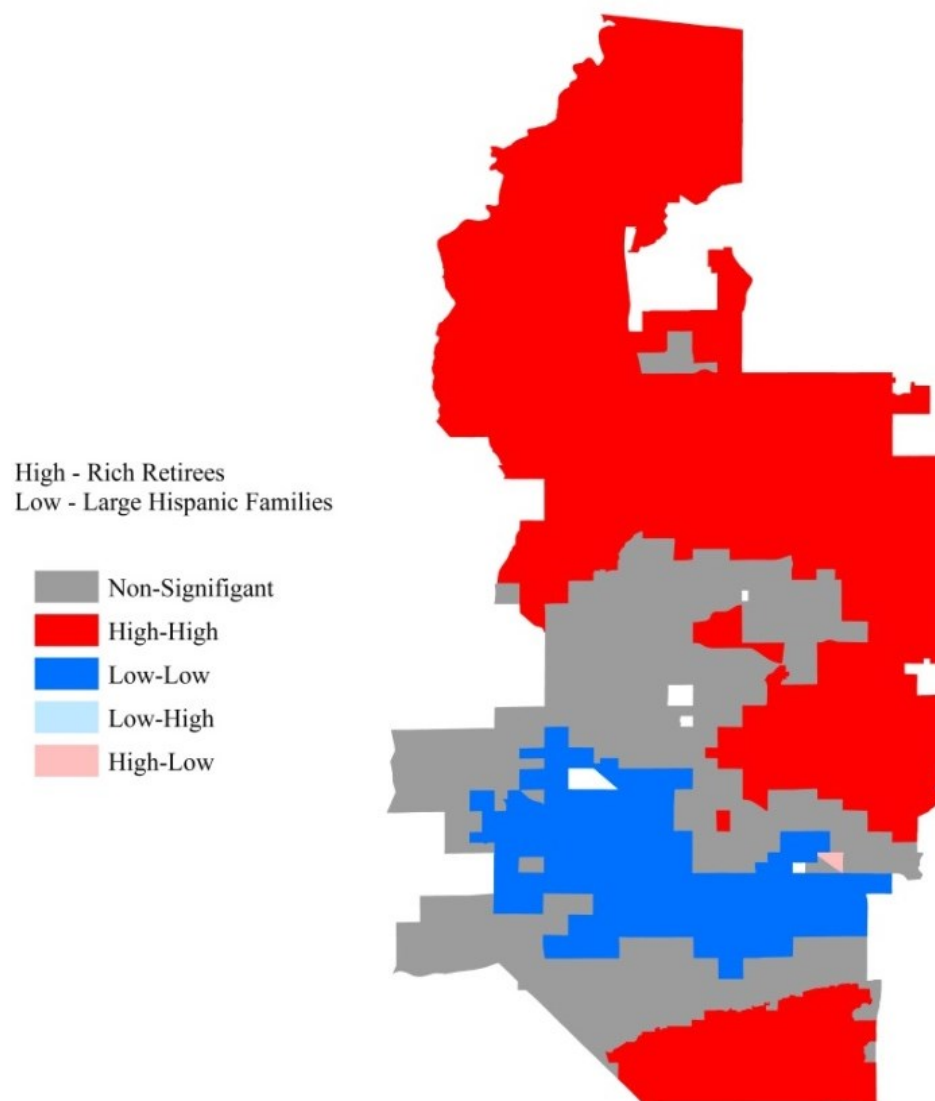 High - Rich Retirees
Low - Large Hispanic Families
Non-Signifigant
High-High
Low-Low
Low-High
High-Low